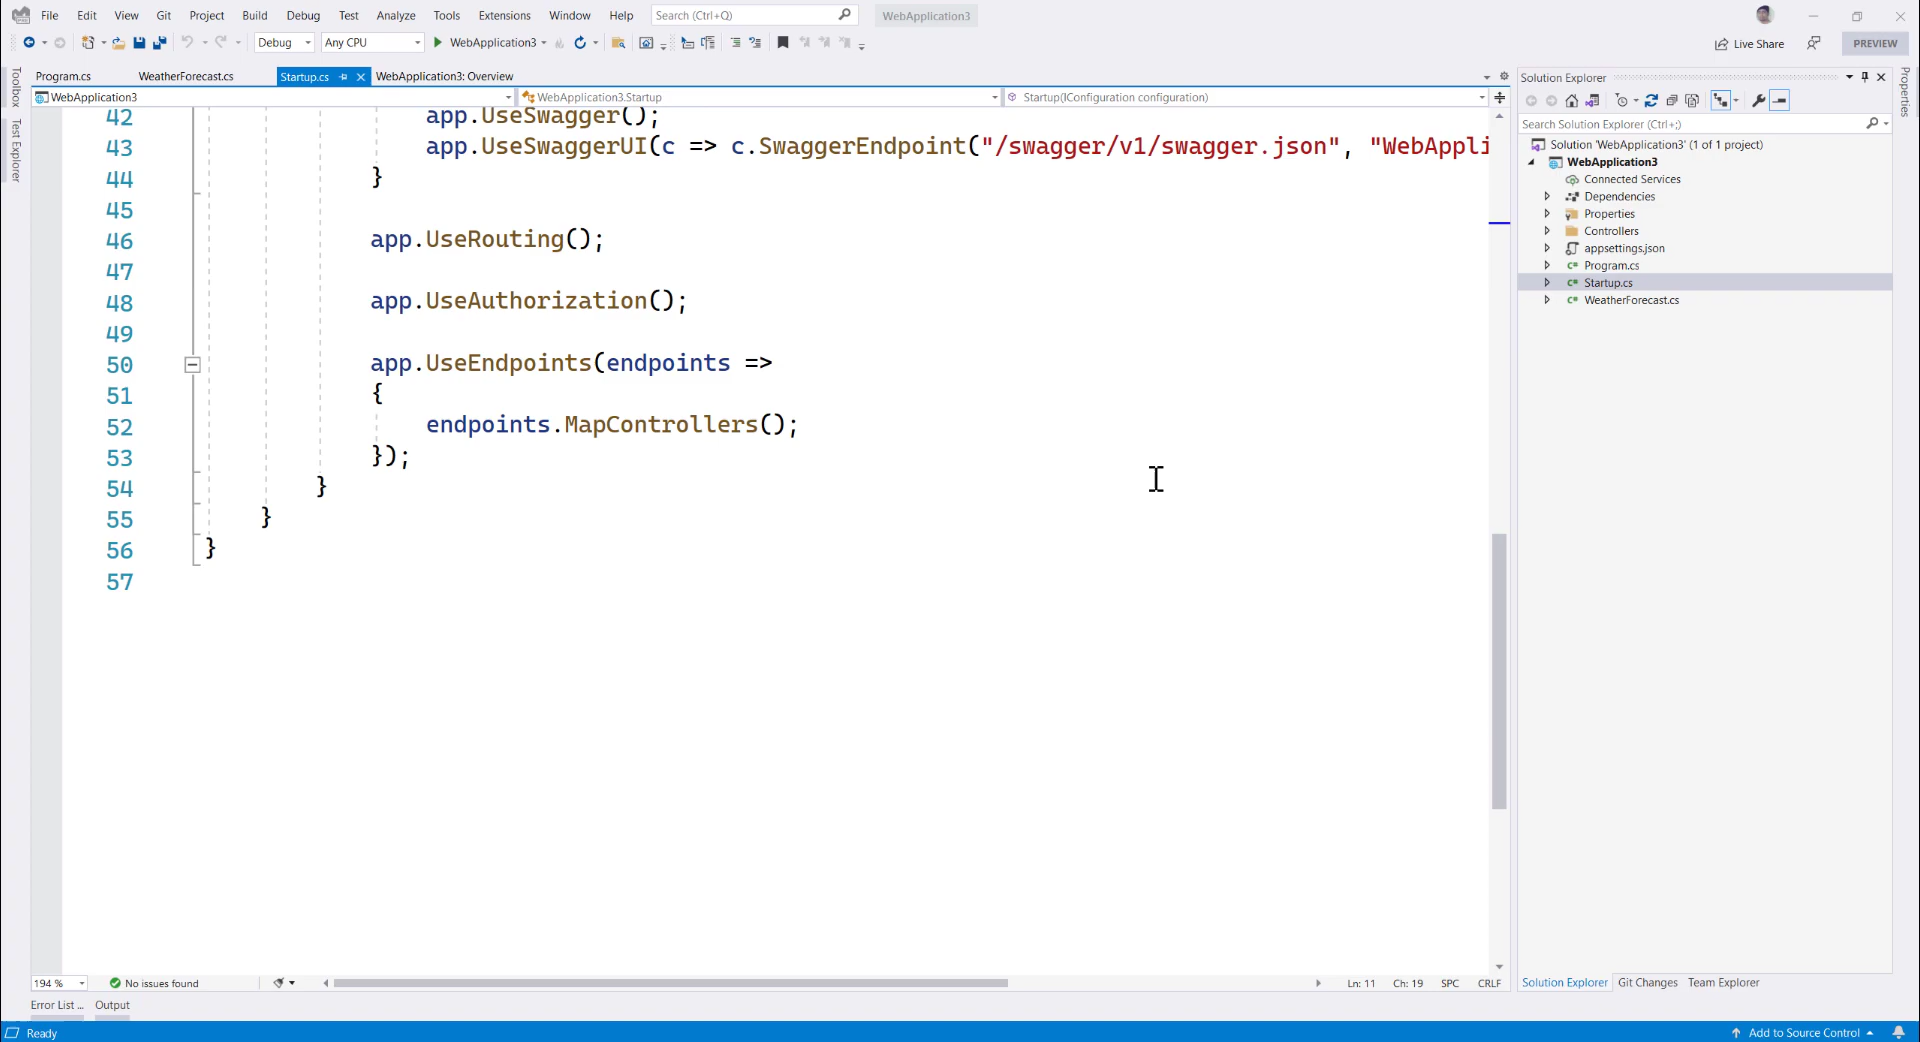 File Edit View Git Project Build Debug Test Analyze Tools Extensions Window Help Search (Ctrl+Q) WebApplication3
Debug Any CPU WebApplication3 Live Share PREVIEW
Program.cs WeatherForecast.cs Startup.cs WebApplication3: Overview
WebApplication3 WebApplication3.Startup Startup(IConfiguration configuration)
Toolbox
Test Explorer
42 app.UseSwagger();
43 app.UseSwaggerUI(c => c.SwaggerEndpoint("/swagger/v1/swagger.json", "WebAppli
44 }
45
46 app.UseRouting();
47
48 app.UseAuthorization();
49
50 app.UseEndpoints(endpoints =>
51 {
52 endpoints.MapControllers();
53 });
54 }
55 }
56 }
57
Solution Explorer
Search Solution Explorer (Ctrl+;)
Solution 'WebApplication3' (1 of 1 project)
WebApplication3
Connected Services
Dependencies
Properties
Controllers
appsettings.json
C# Program.cs
C# Startup.cs
C# WeatherForecast.cs
Properties
194 % No issues found Ln: 11 Ch: 19 SPC CRLF
Solution Explorer Git Changes Team Explorer
Error List ... Output
Ready Add to Source Control